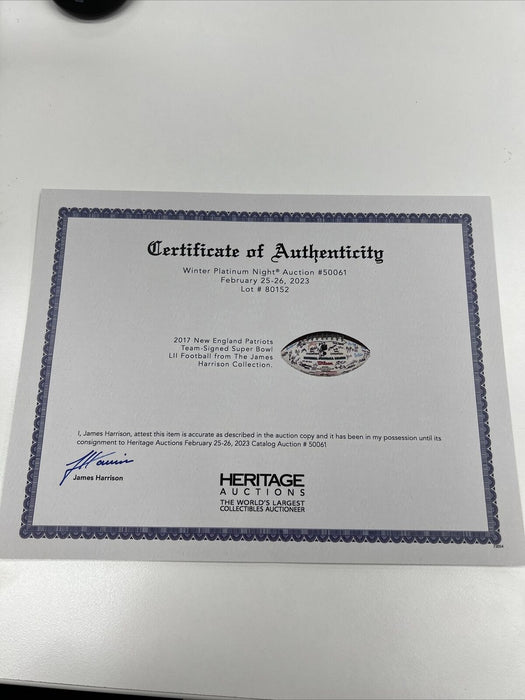 Certificate of Authenticity
Winter Platinum Night® Auction #50061
February 25-26, 2023
Lot # 80152
2017 New England Patriots
Team-Signed Super Bowl
LII Football from The James
Harrison Collection.
I, James Harrison, attest this item is accurate as described in the auction copy and it has been in my possession until its
consignment to Heritage Auctions February 25-26, 2023 Catalog Auction # 50061
James Harrison
HERITAGE
AUCTIONS
THE WORLD'S LARGEST
COLLECTIBLES AUCTIONEER